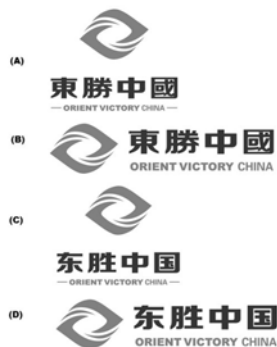 (A)
東勝中國
— ORIENT VICTORY CHINA —
(B)
東勝中國
ORIENT VICTORY CHINA
(C)
东胜中国
— ORIENT VICTORY CHINA —
(D)
东胜中国
ORIENT VICTORY CHINA